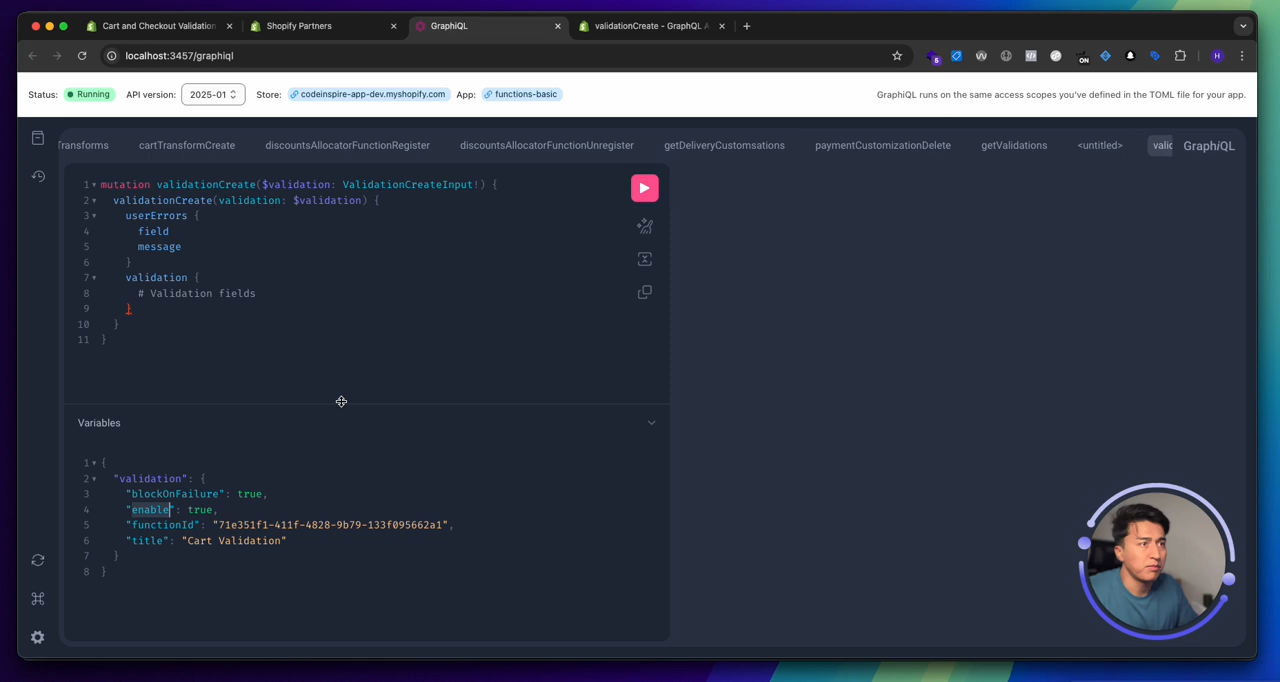 Cart and Checkout Validation
Shopify Partners
GraphiQL
validationCreate - GraphQL A
localhost:3457/graphiql
5
ON
H
Status:
Running
API version:
2025-01
Store:
codeinspire-app-dev.myshopify.com
App:
functions-basic
GraphiQL runs on the same access scopes you've defined in the TOML file for your app.
Transforms
cartTransformCreate
discountsAllocatorFunctionRegister
discountsAllocatorFunctionUnregister
getDeliveryCustomsations
paymentCustomizationDelete
getValidations
<untitled>
valic
GraphiQL
1 mutation validationCreate($validation: ValidationCreateInput!) {
2 validationCreate(validation: $validation) {
3 userErrors {
4 field
5 message
6 }
7 validation {
8 # Validation fields
9 }
10 }
11 }
Variables
1 {
2 "validation": {
3 "blockOnFailure": true,
4 "enable": true,
5 "functionId": "71e351f1-411f-4828-9b79-133f095662a1",
6 "title": "Cart Validation"
7 }
8 }